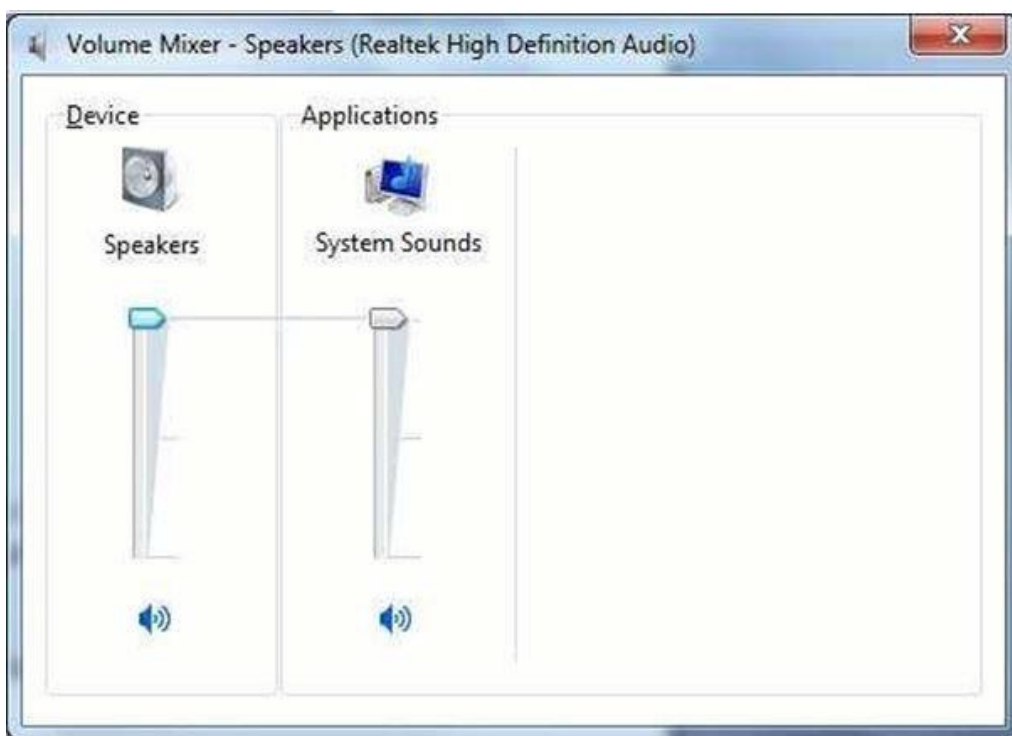 Volume Mixer - Speakers (Realtek High Definition Audio)
Device
Applications
Speakers
System Sounds